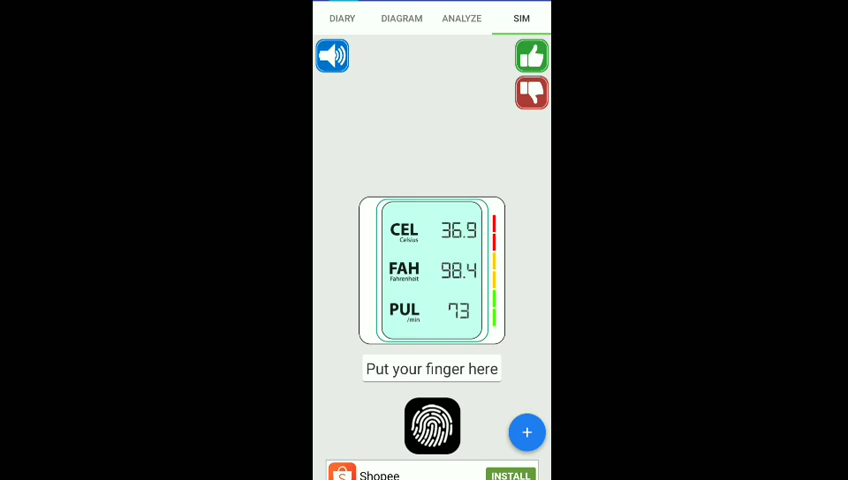 DIARY DIAGRAM ANALYZE SIM
CEL 36.9
Celsius
FAH 98.4
Fahrenheit
PUL 73
/min
Put your finger here
+
Shopee INSTALL